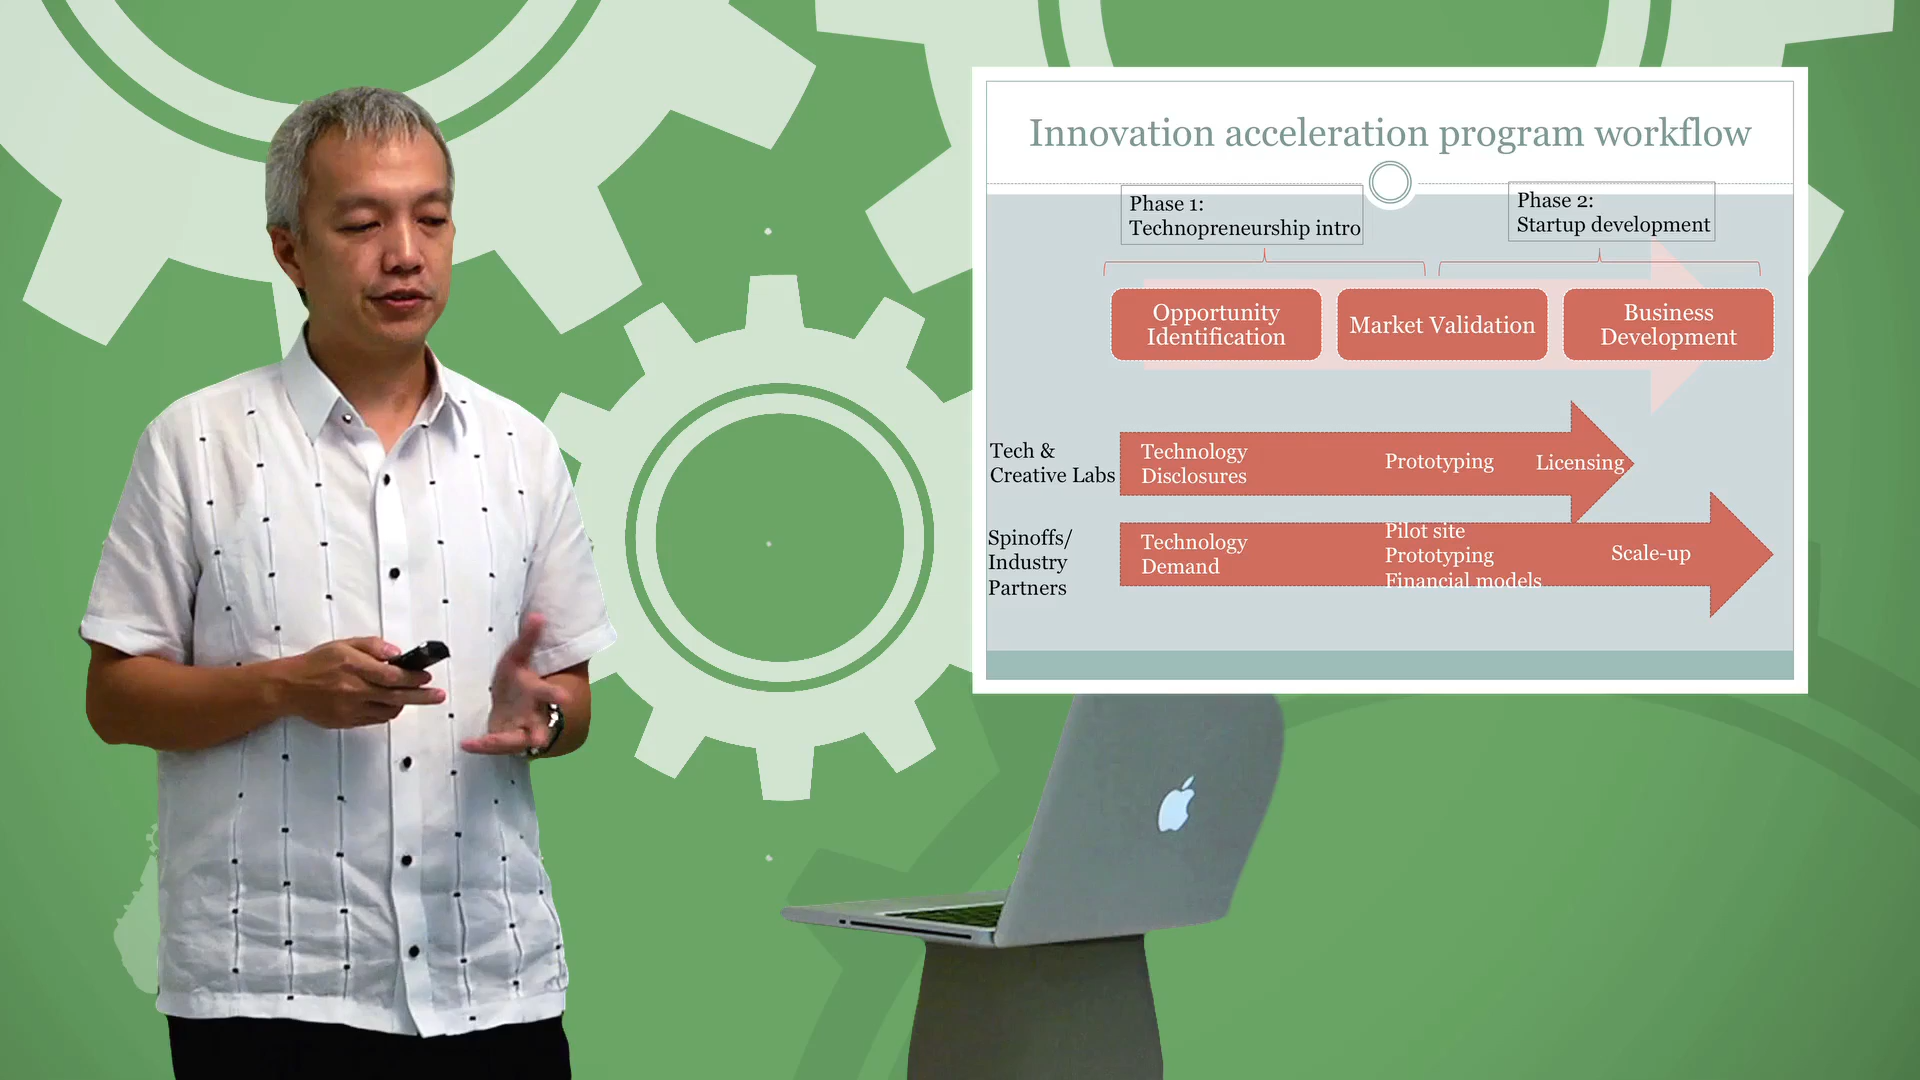 Innovation acceleration program workflow
Phase 1:
Technopreneurship intro
Phase 2:
Startup development
Opportunity
Identification
Market Validation
Business
Development
Tech &
Creative Labs
Technology
Disclosures
Prototyping
Licensing
Spinoffs/
Industry
Partners
Technology
Demand
Pilot site
Prototyping
Financial models
Scale-up